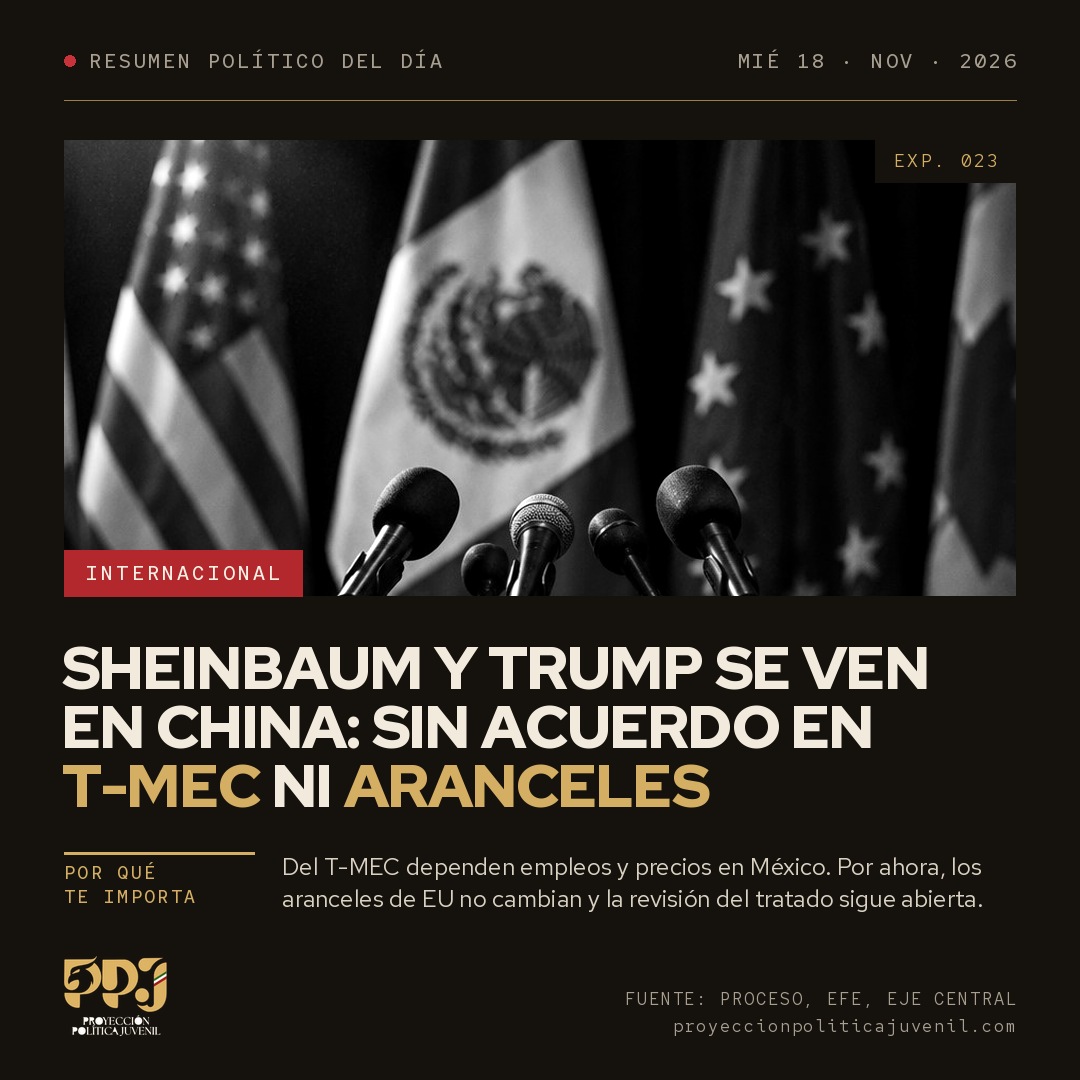 RESUMEN POLÍTICO DEL DÍA
MIÉ 18 · NOV · 2026
EXP. 023
INTERNACIONAL
SHEINBAUM Y TRUMP SE VEN
EN CHINA: SIN ACUERDO EN
T-MEC NI ARANCELES
POR QUÉ
TE IMPORTA
Del T-MEC dependen empleos y precios en México. Por ahora, los
aranceles de EU no cambian y la revisión del tratado sigue abierta.
PPJ
PROYECCIÓN
POLÍTICA JUVENIL
FUENTE: PROCESO, EFE, EJE CENTRAL
proyeccionpoliticajuvenil.com